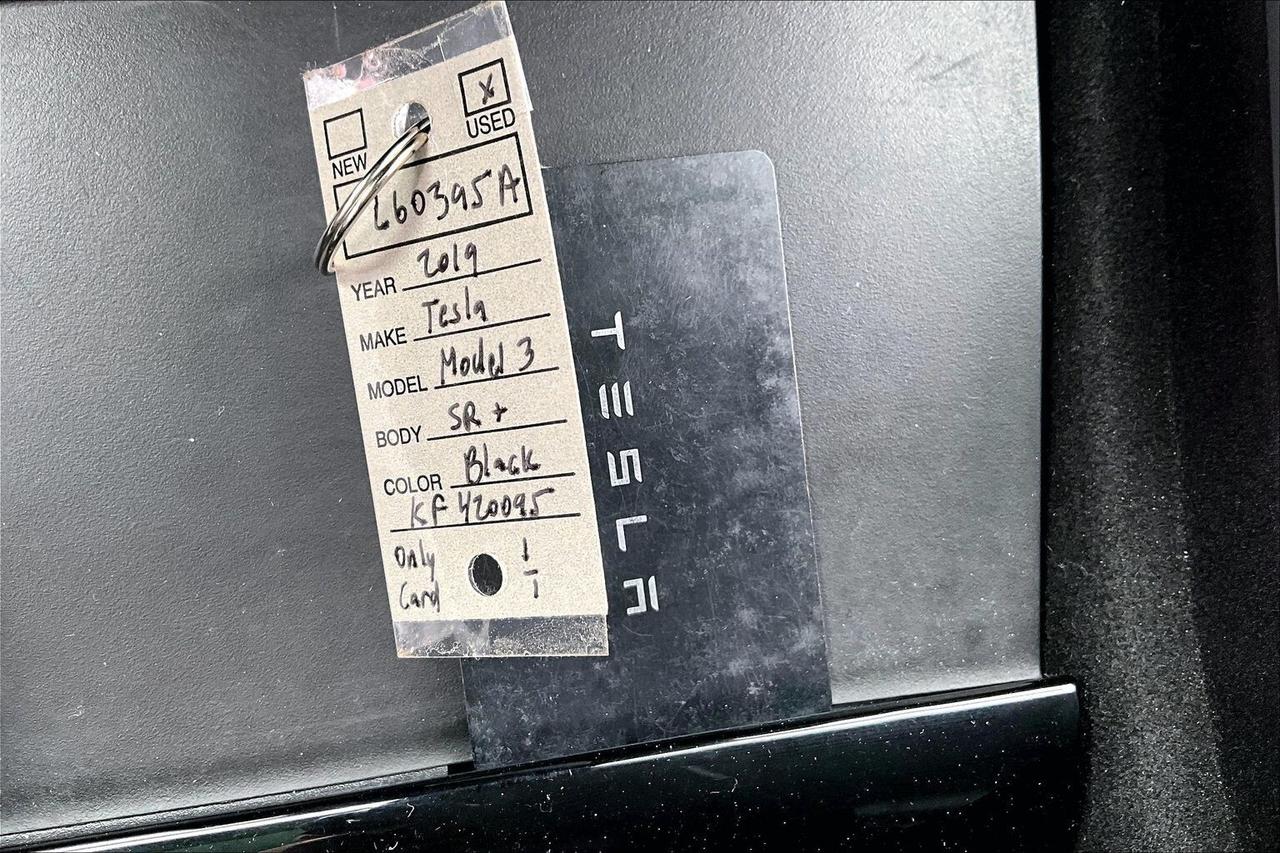 NEW
X
USED
L60395A
YEAR 2019
MAKE Tesla
MODEL Model 3
BODY SR +
COLOR Black
KF420095
Only Card
1/1
TESLA